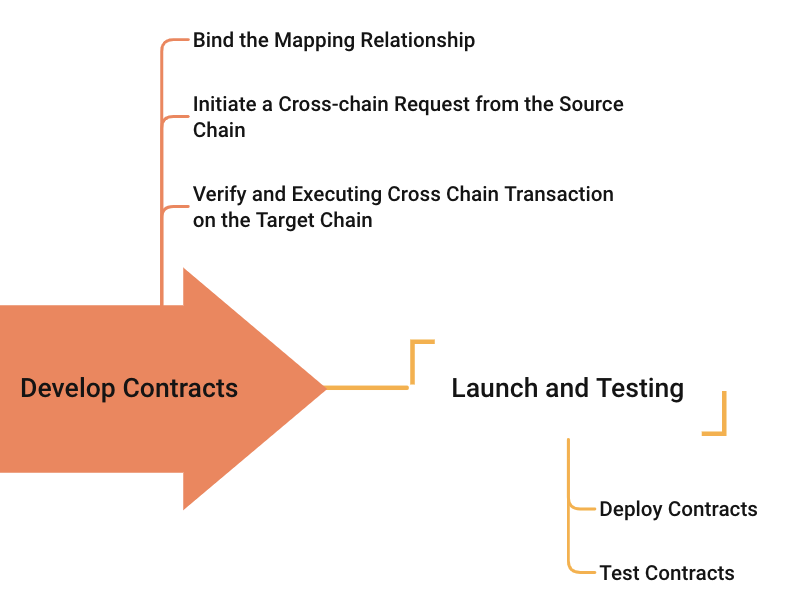 Bind the Mapping Relationship
Initiate a Cross-chain Request from the Source
Chain
Verify and Executing Cross Chain Transaction
on the Target Chain
Develop Contracts
Launch and Testing
Deploy Contracts
Test Contracts